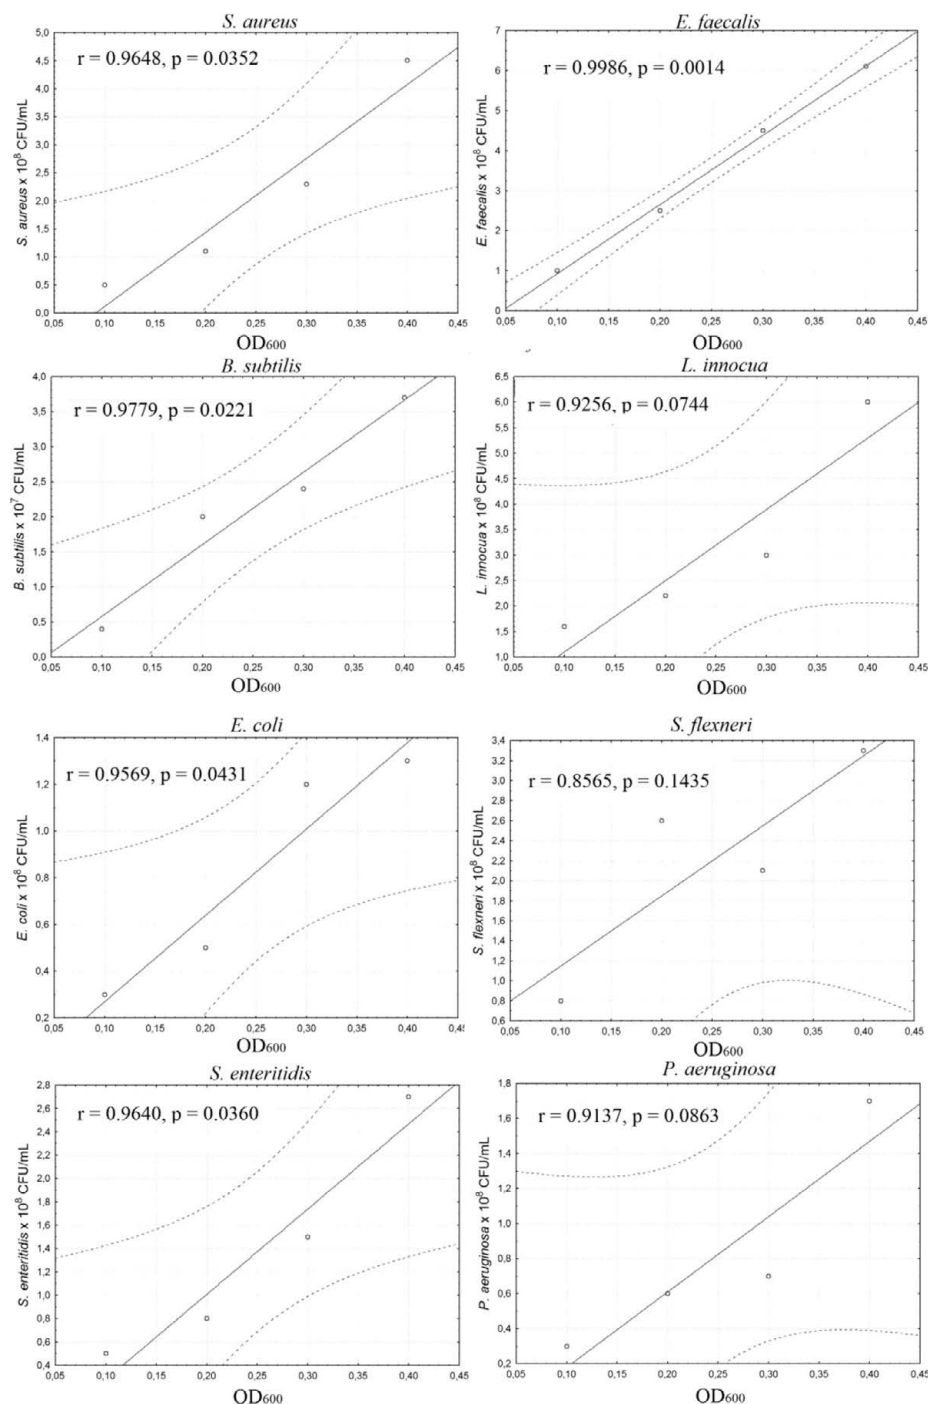 S. aureus
r = 0.9648, p = 0.0352
S. aureus x 10⁸ CFU/mL
5,0
4,5
4,0
3,5
3,0
2,5
2,0
1,5
1,0
0,5
0,0
0,05 0,10 0,15 0,20 0,25 0,30 0,35 0,40 0,45
OD₆₀₀
E. faecalis
r = 0.9986, p = 0.0014
E. faecalis x 10⁸ CFU/mL
7
6
5
4
3
2
1
0
0,05 0,10 0,15 0,20 0,25 0,30 0,35 0,40 0,45
OD₆₀₀
B. subtilis
r = 0.9779, p = 0.0221
B. subtilis x 10⁷ CFU/mL
4,0
3,5
3,0
2,5
2,0
1,5
1,0
0,5
0,0
0,05 0,10 0,15 0,20 0,25 0,30 0,35 0,40 0,45
OD₆₀₀
L. innocua
r = 0.9256, p = 0.0744
L. innocua x 10⁸ CFU/mL
6,5
6,0
5,5
5,0
4,5
4,0
3,5
3,0
2,5
2,0
1,5
1,0
0,05 0,10 0,15 0,20 0,25 0,30 0,35 0,40 0,45
OD₆₀₀
E. coli
r = 0.9569, p = 0.0431
E. coli x 10⁸ CFU/mL
1,4
1,2
1,0
0,8
0,6
0,4
0,2
0,05 0,10 0,15 0,20 0,25 0,30 0,35 0,40 0,45
OD₆₀₀
S. flexneri
r = 0.8565, p = 0.1435
S. flexneri x 10⁸ CFU/mL
3,4
3,2
3,0
2,8
2,6
2,4
2,2
2,0
1,8
1,6
1,4
1,2
1,0
0,8
0,6
0,05 0,10 0,15 0,20 0,25 0,30 0,35 0,40 0,45
OD₆₀₀
S. enteritidis
r = 0.9640, p = 0.0360
S. enteritidis x 10⁸ CFU/mL
2,8
2,6
2,4
2,2
2,0
1,8
1,6
1,4
1,2
1,0
0,8
0,6
0,4
0,05 0,10 0,15 0,20 0,25 0,30 0,35 0,40 0,45
OD₆₀₀
P. aeruginosa
r = 0.9137, p = 0.0863
P. aeruginosa x 10⁸ CFU/mL
1,8
1,6
1,4
1,2
1,0
0,8
0,6
0,4
0,2
0,05 0,10 0,15 0,20 0,25 0,30 0,35 0,40 0,45
OD₆₀₀